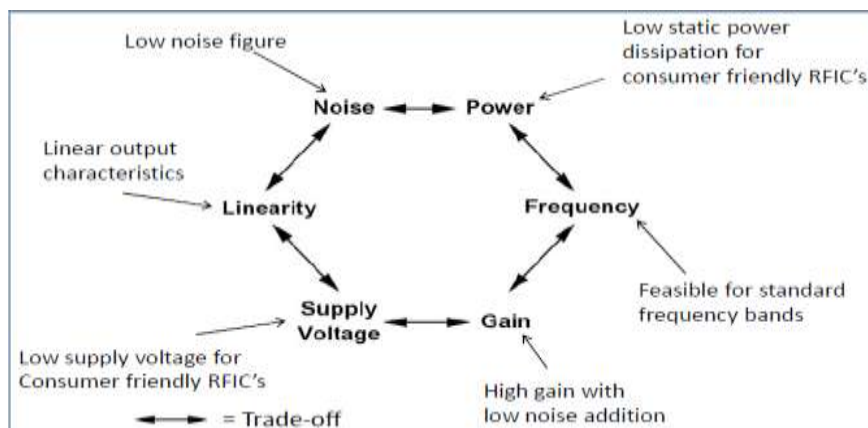 Low noise figure
Low static power
dissipation for
consumer friendly RFIC's
Noise
Power
Linear output
characteristics
Linearity
Frequency
Supply
Voltage
Gain
Feasible for standard
frequency bands
Low supply voltage for
Consumer friendly RFIC's
High gain with
low noise addition
= Trade-off